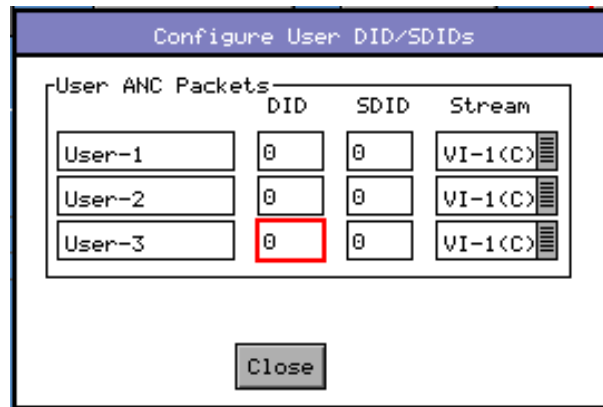 Configure User DID/SDIDs
User ANC Packets
DID SDID Stream
User-1 0 0 VI-1(C)
User-2 0 0 VI-1(C)
User-3 0 0 VI-1(C)
Close